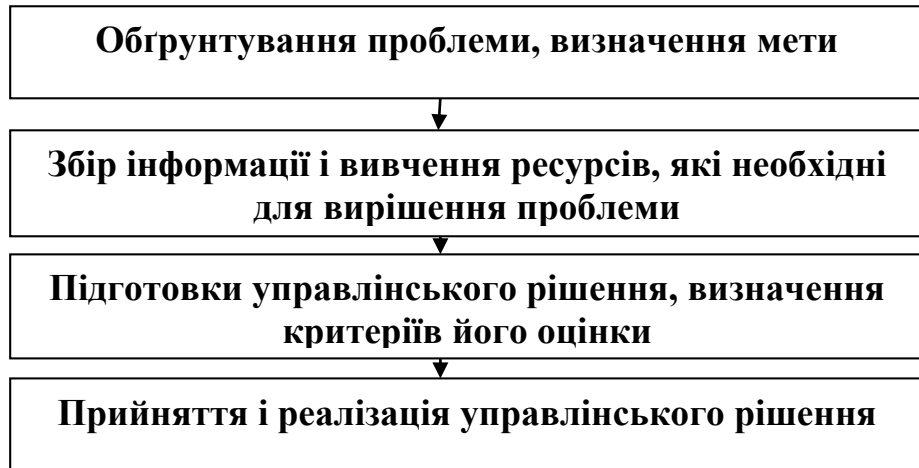 Обґрунтування проблеми, визначення мети
Збір інформації і вивчення ресурсів, які необхідні
для вирішення проблеми
Підготовки управлінського рішення, визначення
критеріїв його оцінки
Прийняття і реалізація управлінського рішення